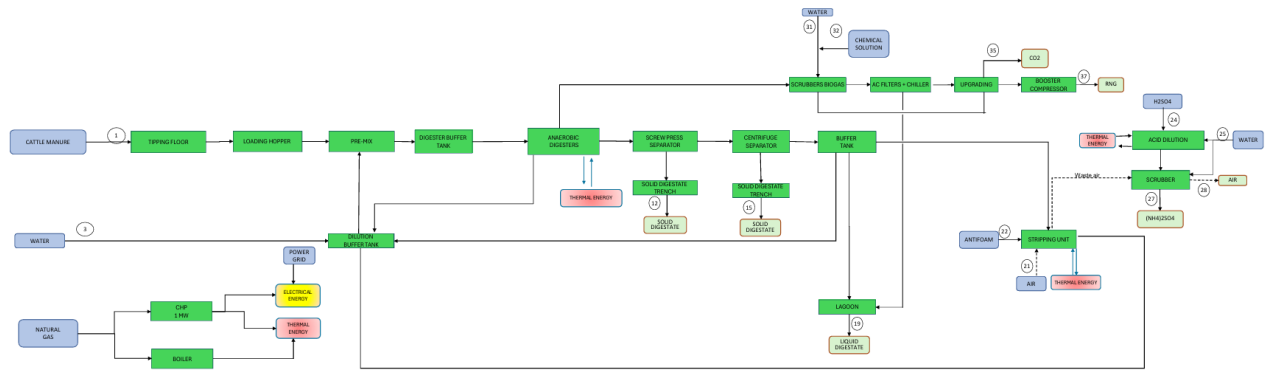 WATER
31
32
CHEMICAL
SOLUTION
35
CO2
SCRUBBERS BIOGAS
AC FILTERS + CHILLER
UPGRADING
BOOSTER
COMPRESSOR
37
RNG
H2SO4
24
CATTLE MANURE
1
TIPPING FLOOR
LOADING HOPPER
PRE-MIX
DIGESTER BUFFER
TANK
ANAEROBIC
DIGESTERS
SCREW PRESS
SEPARATOR
CENTRIFUGE
SEPARATOR
BUFFER
TANK
THERMAL
ENERGY
ACID DILUTION
25
WATER
SOLID DIGESTATE
TRENCH
SOLID DIGESTATE
TRENCH
Waste air
SCRUBBER
28
AIR
THERMAL ENERGY
12
15
27
SOLID
DIGESTATE
SOLID
DIGESTATE
(NH4)2SO4
WATER
3
DILUTION
BUFFER TANK
ANTIFOAM
22
STRIPPING UNIT
POWER
GRID
21
AIR
THERMAL ENERGY
ELECTRICAL
ENERGY
CHP
1 MW
LAGOON
NATURAL
GAS
THERMAL
ENERGY
19
LIQUID
DIGESTATE
BOILER